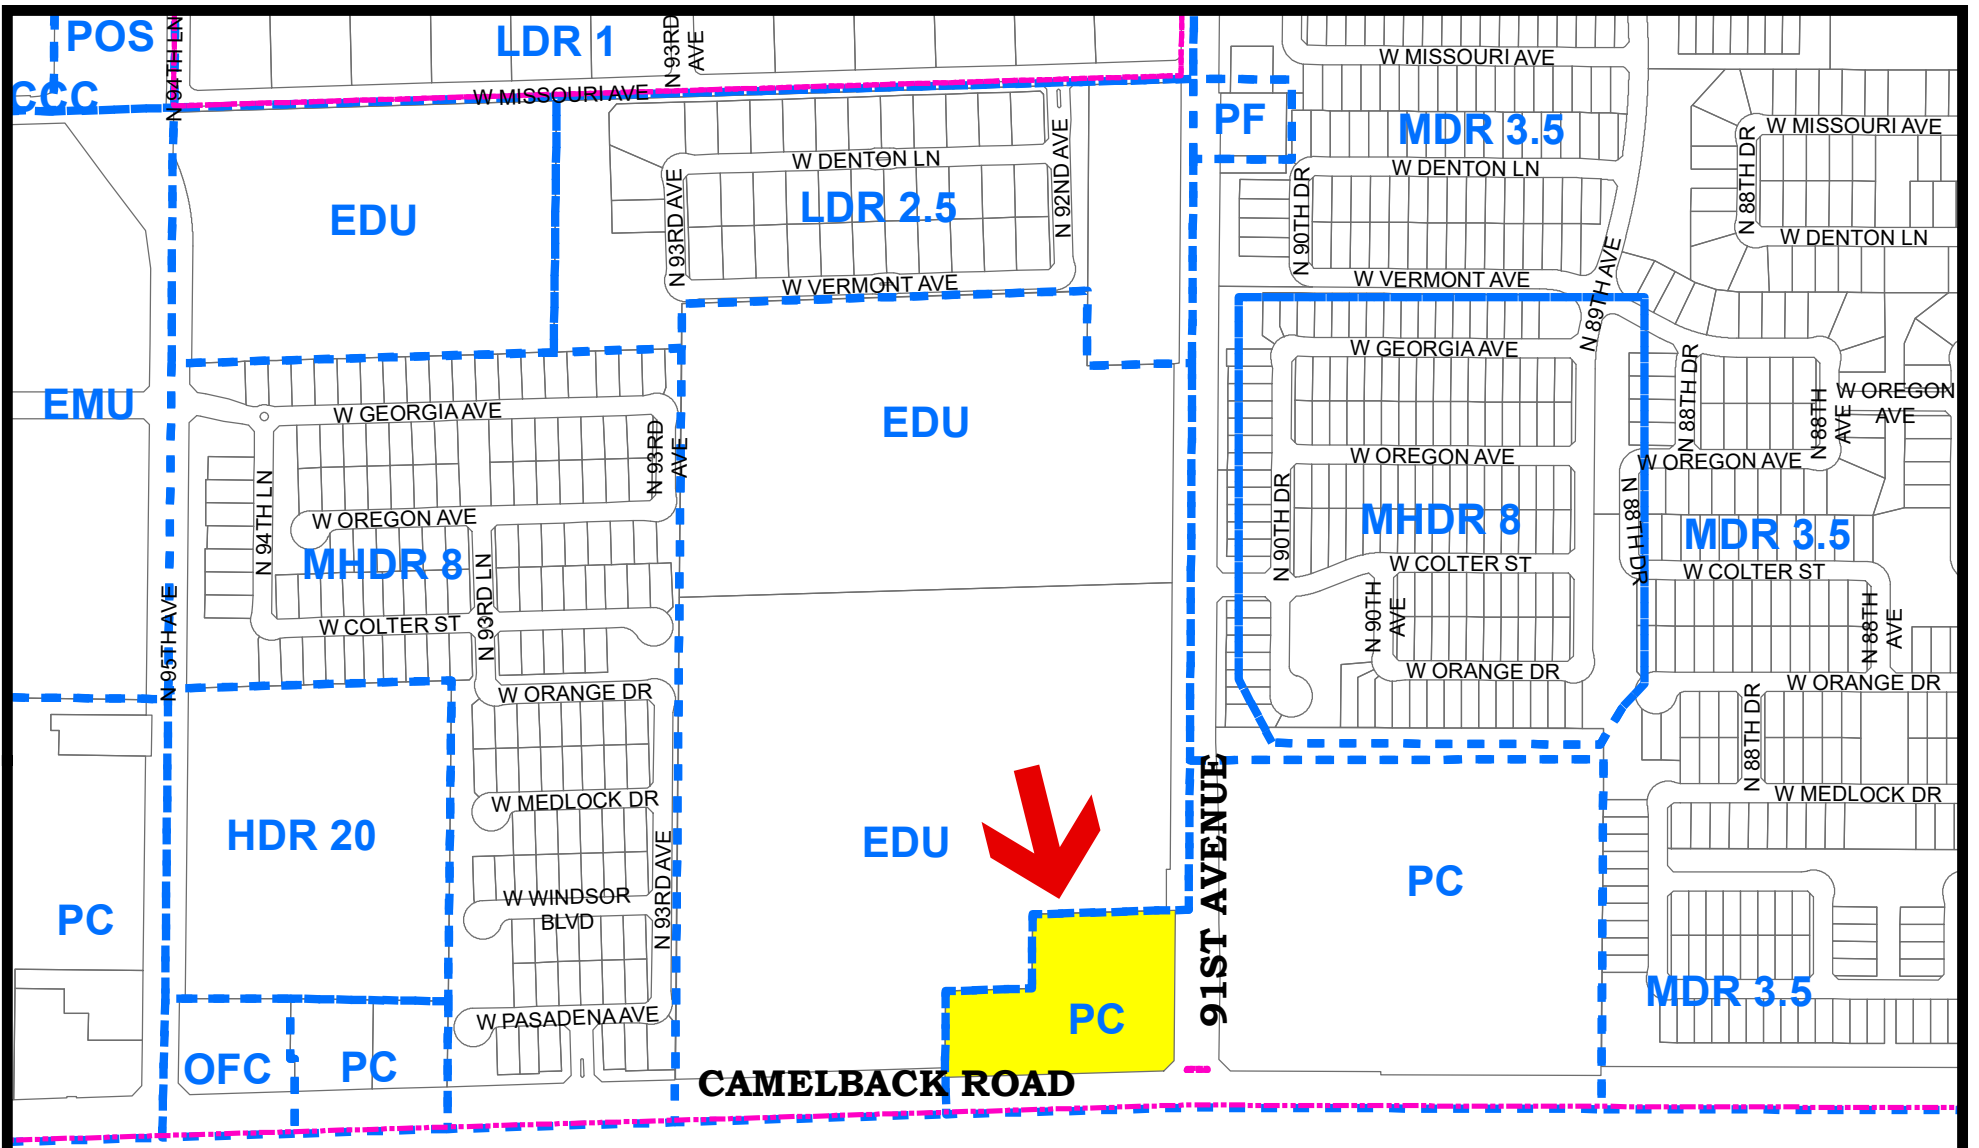 POS
LDR 1
N 94TH LN
N 93RD
AVE
CCC
W MISSOURI AVE
W MISSOURI AVE
PF
MDR 3.5
W MISSOURI AVE
N 88TH DR
W DENTON LN
W DENTON LN
N 92ND AVE
N 93RD AVE
EDU
LDR 2.5
N 90TH DR
W DENTON LN
W VERMONT AVE
W VERMONT AVE
N 89TH AVE
W GEORGIA AVE
N 88TH DR
EMU
W GEORGIA AVE
N 93RD
AVE
EDU
N 88TH
AVE
W OREGON
AVE
W OREGON AVE
W OREGON AVE
N 94TH LN
W OREGON AVE
N 90TH DR
MHDR 8
N 88TH DR
MDR 3.5
MHDR 8
W COLTER ST
W COLTER ST
N 93RD LN
N 95TH AVE
W COLTER ST
N 90TH
AVE
N 88TH
AVE
W ORANGE DR
W ORANGE DR
W ORANGE DR
N 88TH DR
W MEDLOCK DR
W MEDLOCK DR
HDR 20
EDU
91ST AVENUE
PC
PC
W WINDSOR
BLVD
N 93RD AVE
MDR 3.5
W PASADENA AVE
PC
OFC
PC
CAMELBACK ROAD